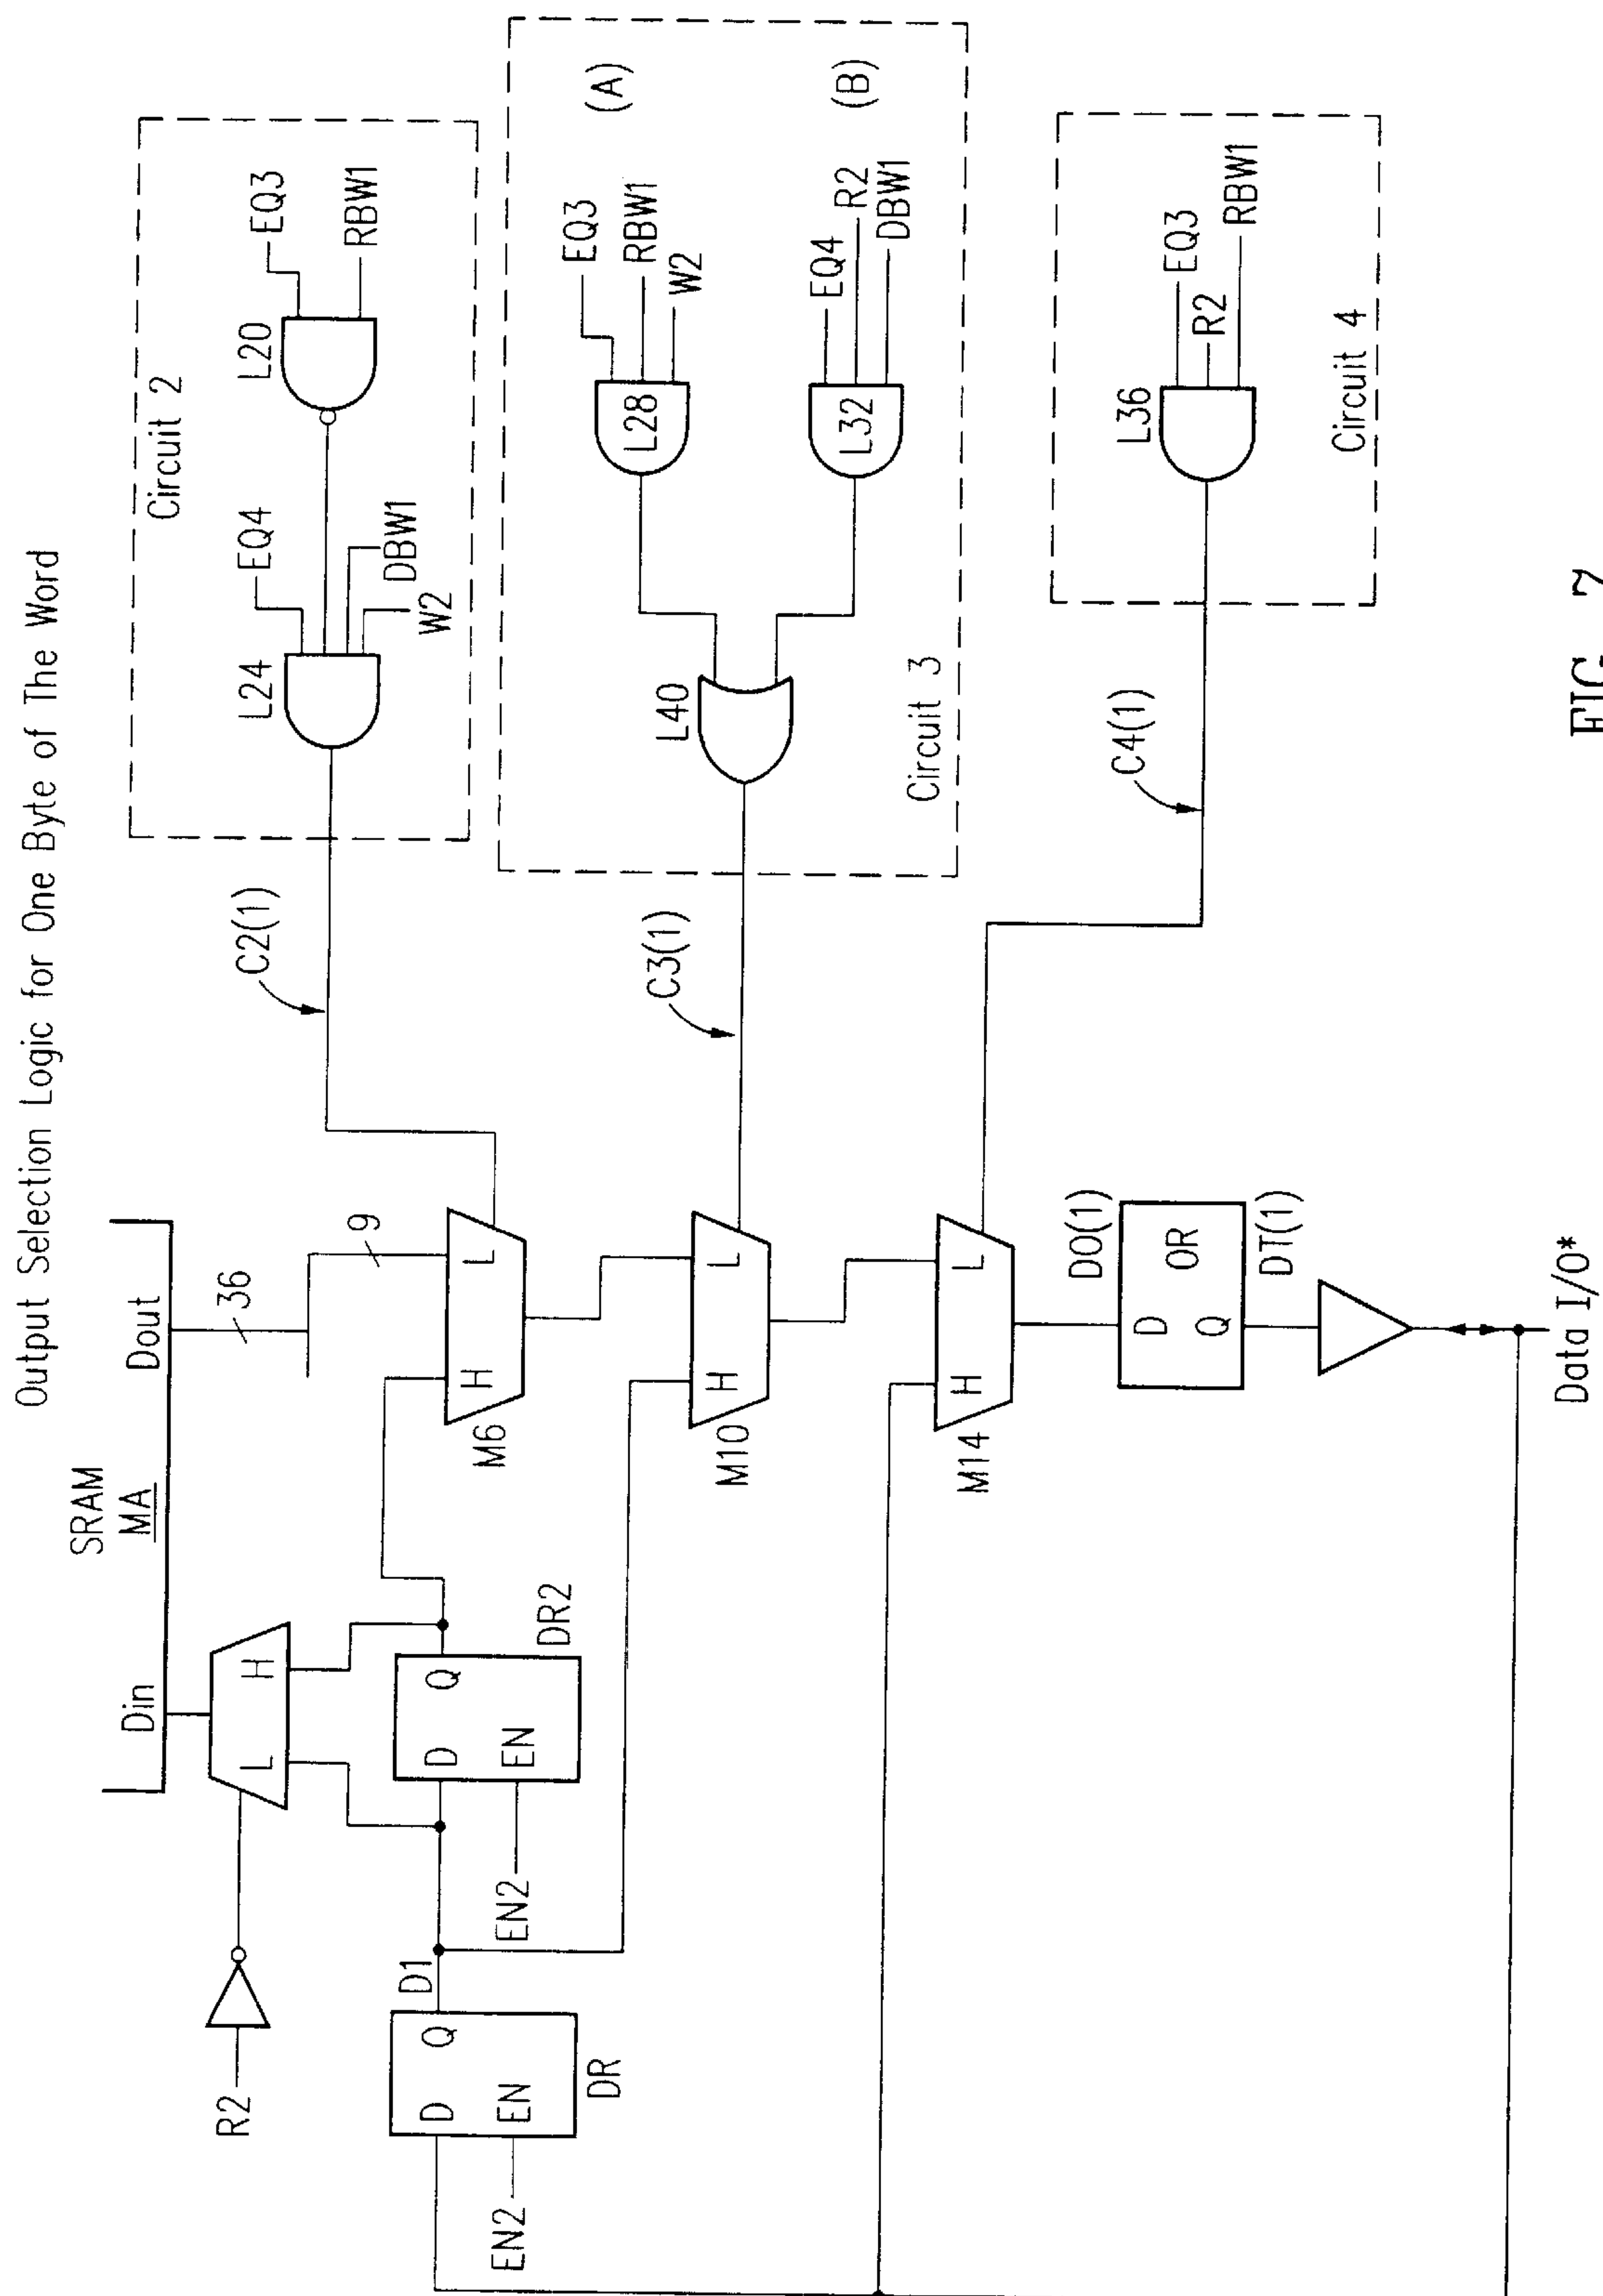 Output Selection Logic for One Byte of The Word
SRAM
MA
Din
Dout
36
9
L
H
R2
D1
D
Q
EN
EN2
DR
D
Q
EN
EN2
DR2
H
L
M6
H
L
M10
H
L
M14
D
Q
OR
DO(1)
DT(1)
Data I/O*
C2(1)
Circuit 2
L24
EQ4
DBW1
W2
L20
EQ3
RBW1
C3(1)
Circuit 3
L40
L28
EQ3
RBW1
W2
(A)
L32
EQ4
R2
DBW1
(B)
C4(1)
Circuit 4
L36
EQ3
R2
RBW1
FIG. 7